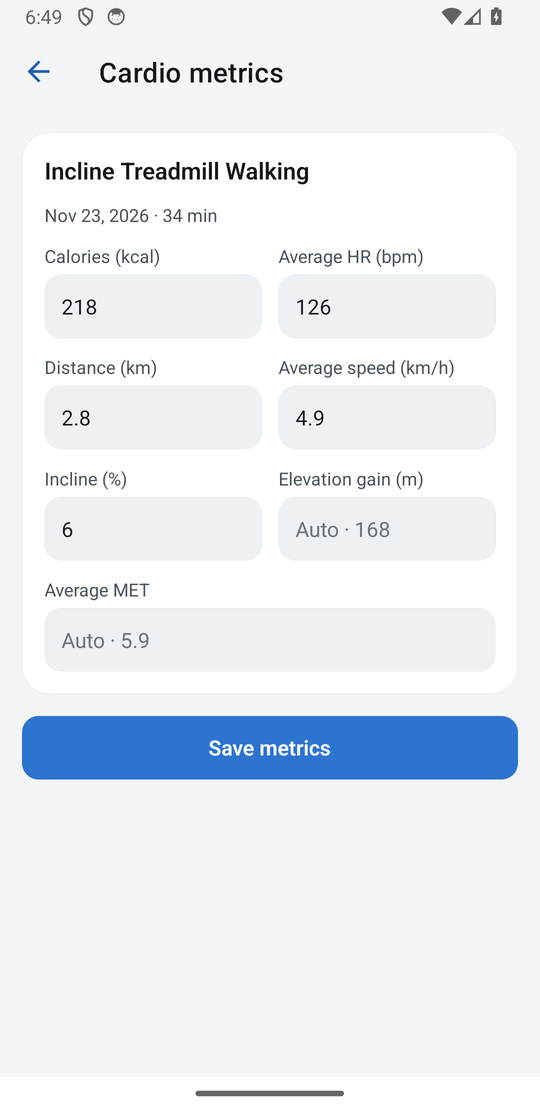 6:49
Cardio metrics
Incline Treadmill Walking
Nov 23, 2026 · 34 min
Calories (kcal)
Average HR (bpm)
218
126
Distance (km)
Average speed (km/h)
2.8
4.9
Incline (%)
Elevation gain (m)
6
Auto · 168
Average MET
Auto · 5.9
Save metrics